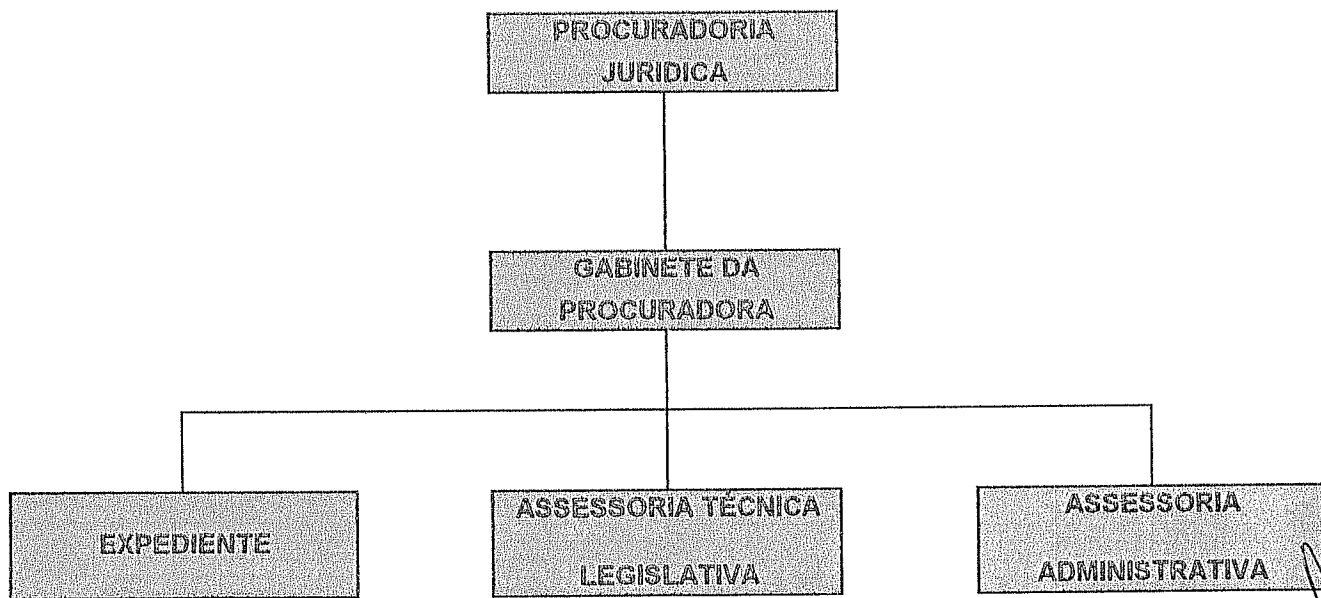 PROCURADORIA
JURIDICA
GABINETE DA
PROCURADORA
EXPEDIENTE
ASSESSORIA TÉCNICA
LEGISLATIVA
ASSESSORIA
ADMINISTRATIVA